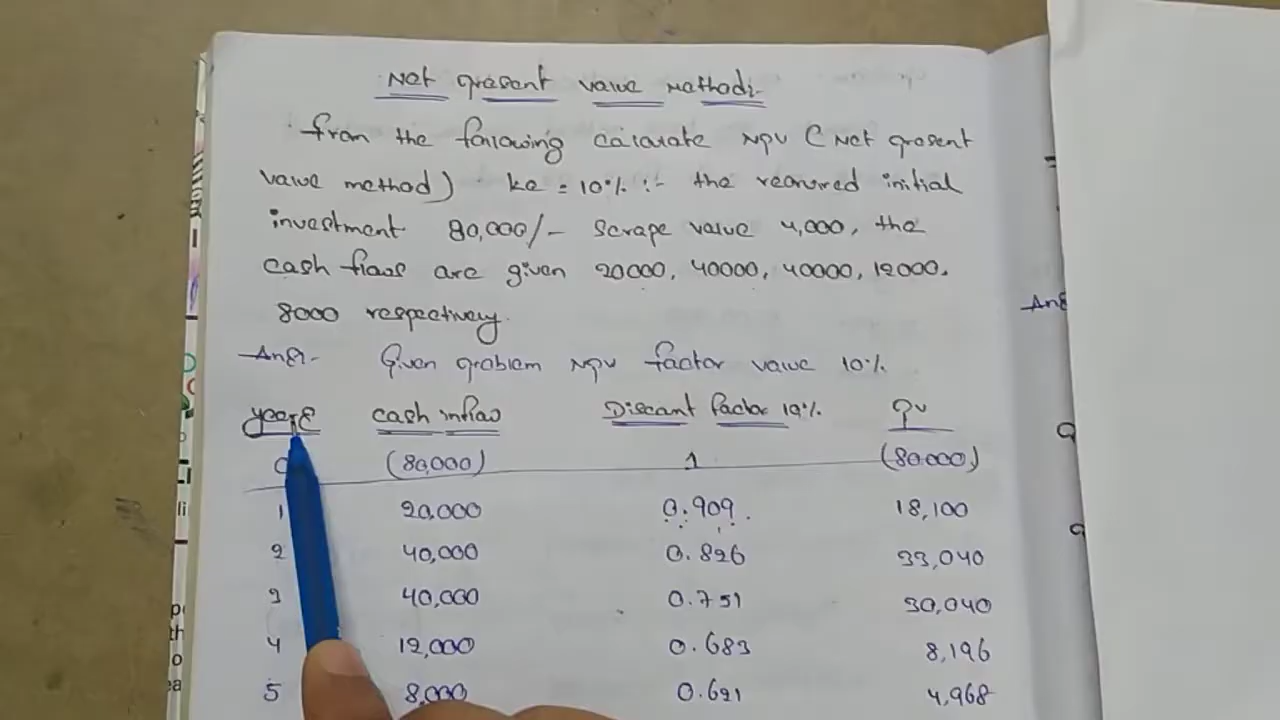 Net present value method:-
from the following calculate NPV (Net present
value method) ke = 10% :- the required initial
investment 80,000/- Scrape value 4,000, the
cash flows are given 20000, 40000, 40000, 12000,
8000 respectively.
Ans:- Given problem NPV factor value 10%
years cash inflow Discount factor 10% PV
0 (80,000) 1 (80,000)
1 20,000 0.909 18,100
2 40,000 0.826 33,040
3 40,000 0.751 30,040
4 12,000 0.683 8,196
5 8,000 0.621 4,968
Ans